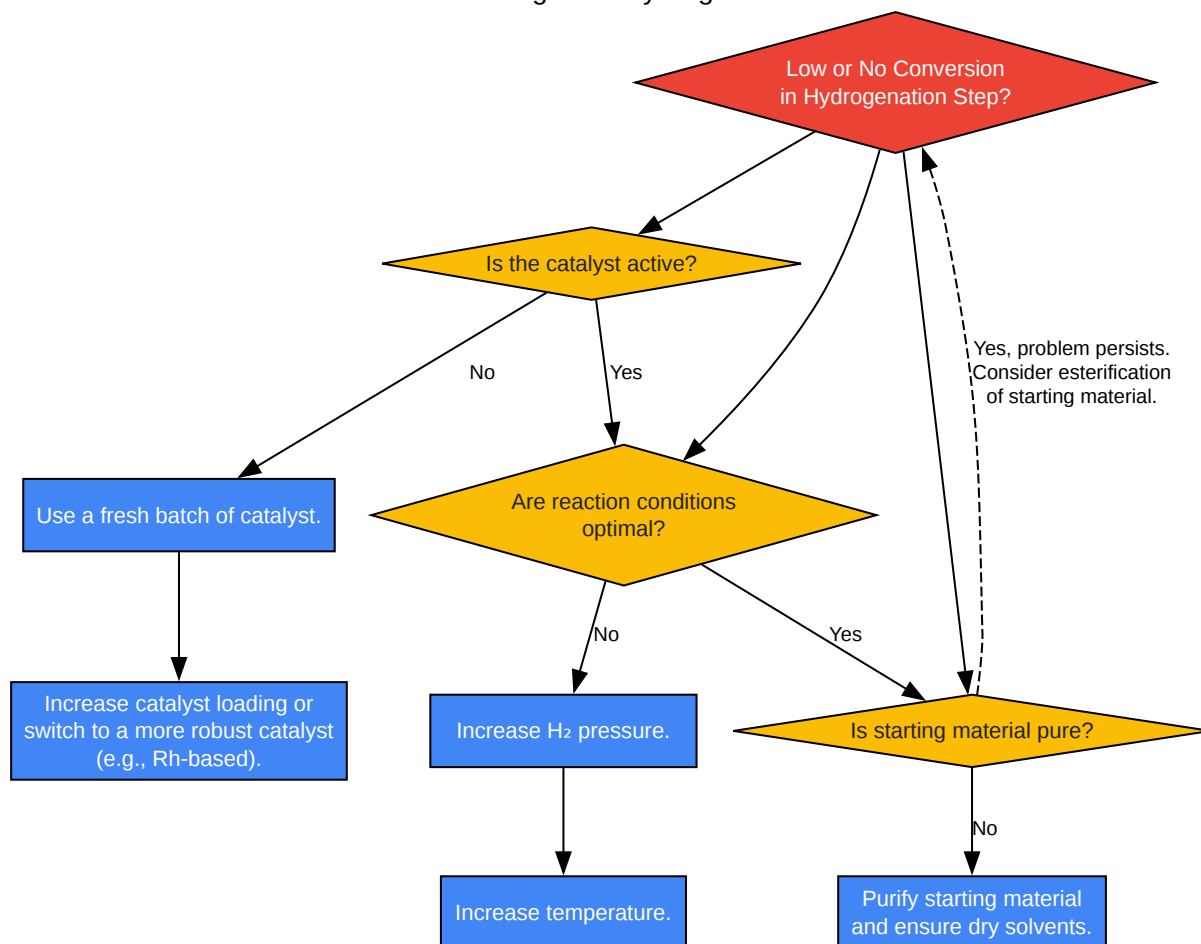 Low or No Conversion
in Hydrogenation Step?
Is the catalyst active?
Yes, problem persists.
Consider esterification
of starting material.
No
Yes
Use a fresh batch of catalyst.
Are reaction conditions
optimal?
No
Yes
Increase catalyst loading or
switch to a more robust catalyst
(e.g., Rh-based).
Increase H₂ pressure.
Is starting material pure?
No
Increase temperature.
Purify starting material
and ensure dry solvents.